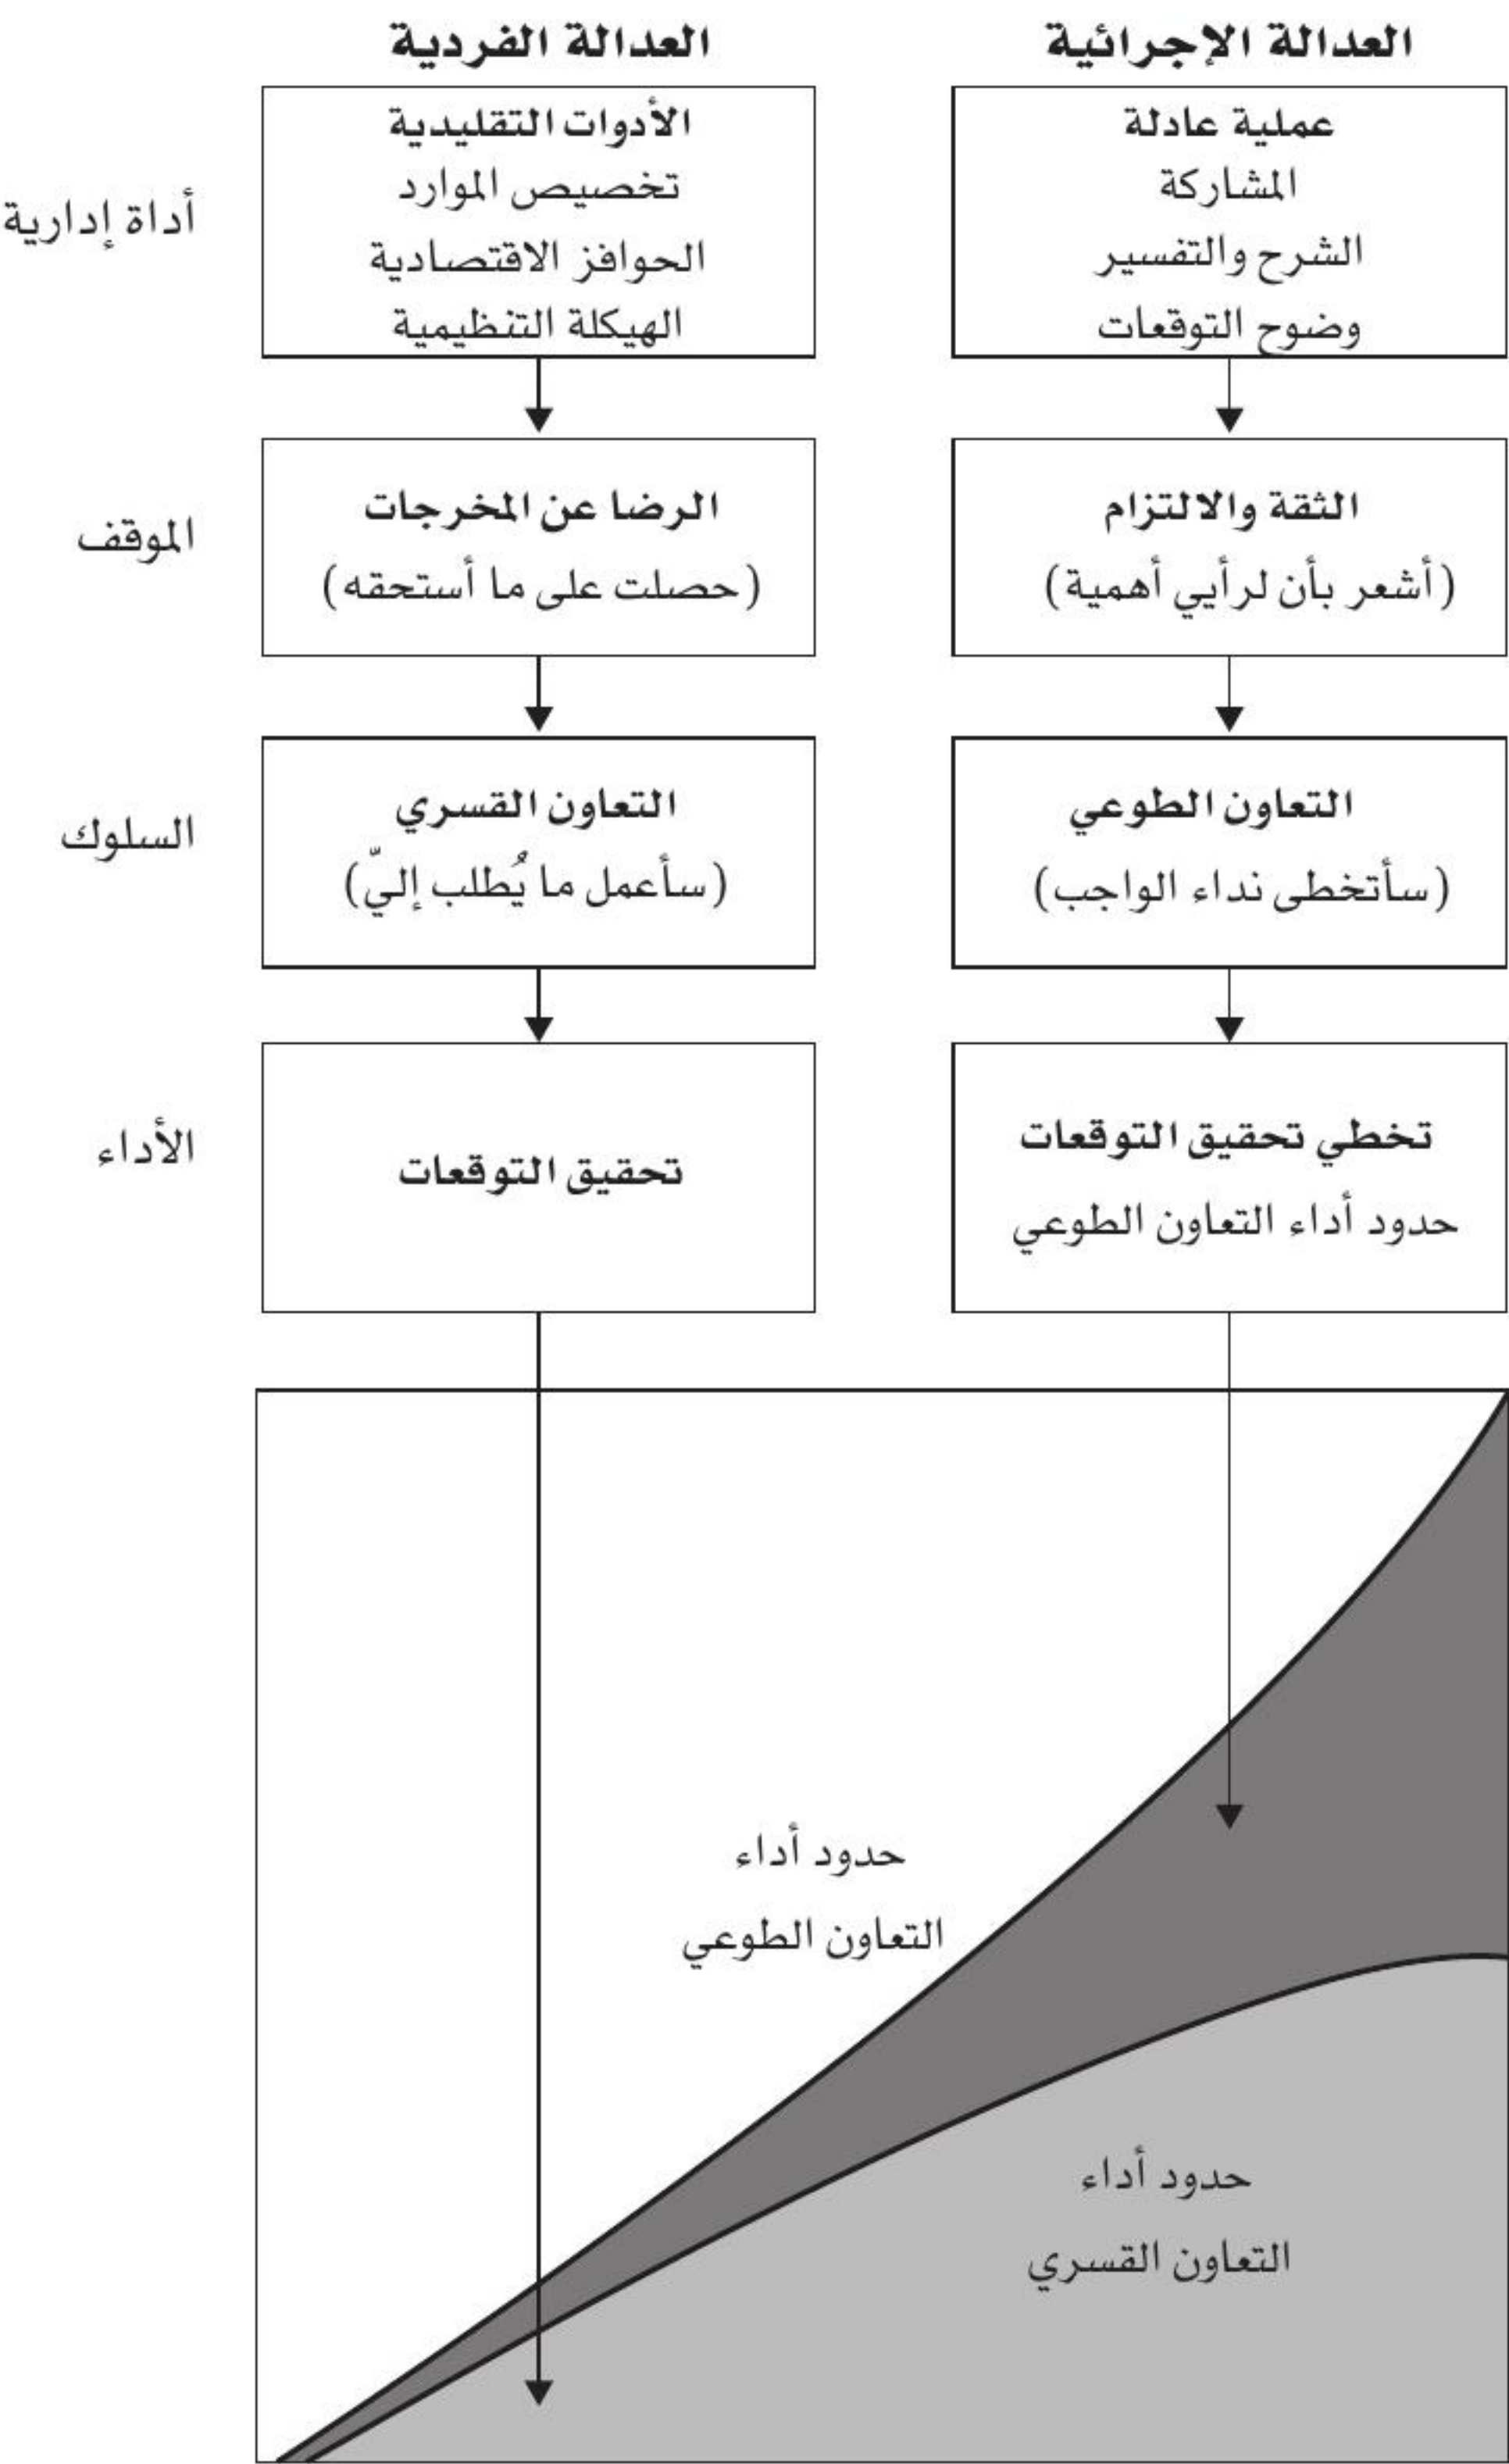 العدالة الإجرائية
العدالة الفردية
عملية عادلة
المشاركة
الشرح والتفسير
وضوح التوقعات
الأدوات التقليدية
تخصيص الموارد
الحوافز الاقتصادية
الهيكلة التنظيمية
أداة إدارية
الثقة والالتزام
(أشعر بأن لرأيي أهمية)
الرضا عن المخرجات
(حصلت على ما أستحقه)
الموقف
التعاون الطوعي
(سأتخطى نداء الواجب)
التعاون القسري
(سأعمل ما يُطلب إليّ)
السلوك
تخطي تحقيق التوقعات
حدود أداء التعاون الطوعي
تحقيق التوقعات
الأداء
حدود أداء
التعاون الطوعي
حدود أداء
التعاون القسري